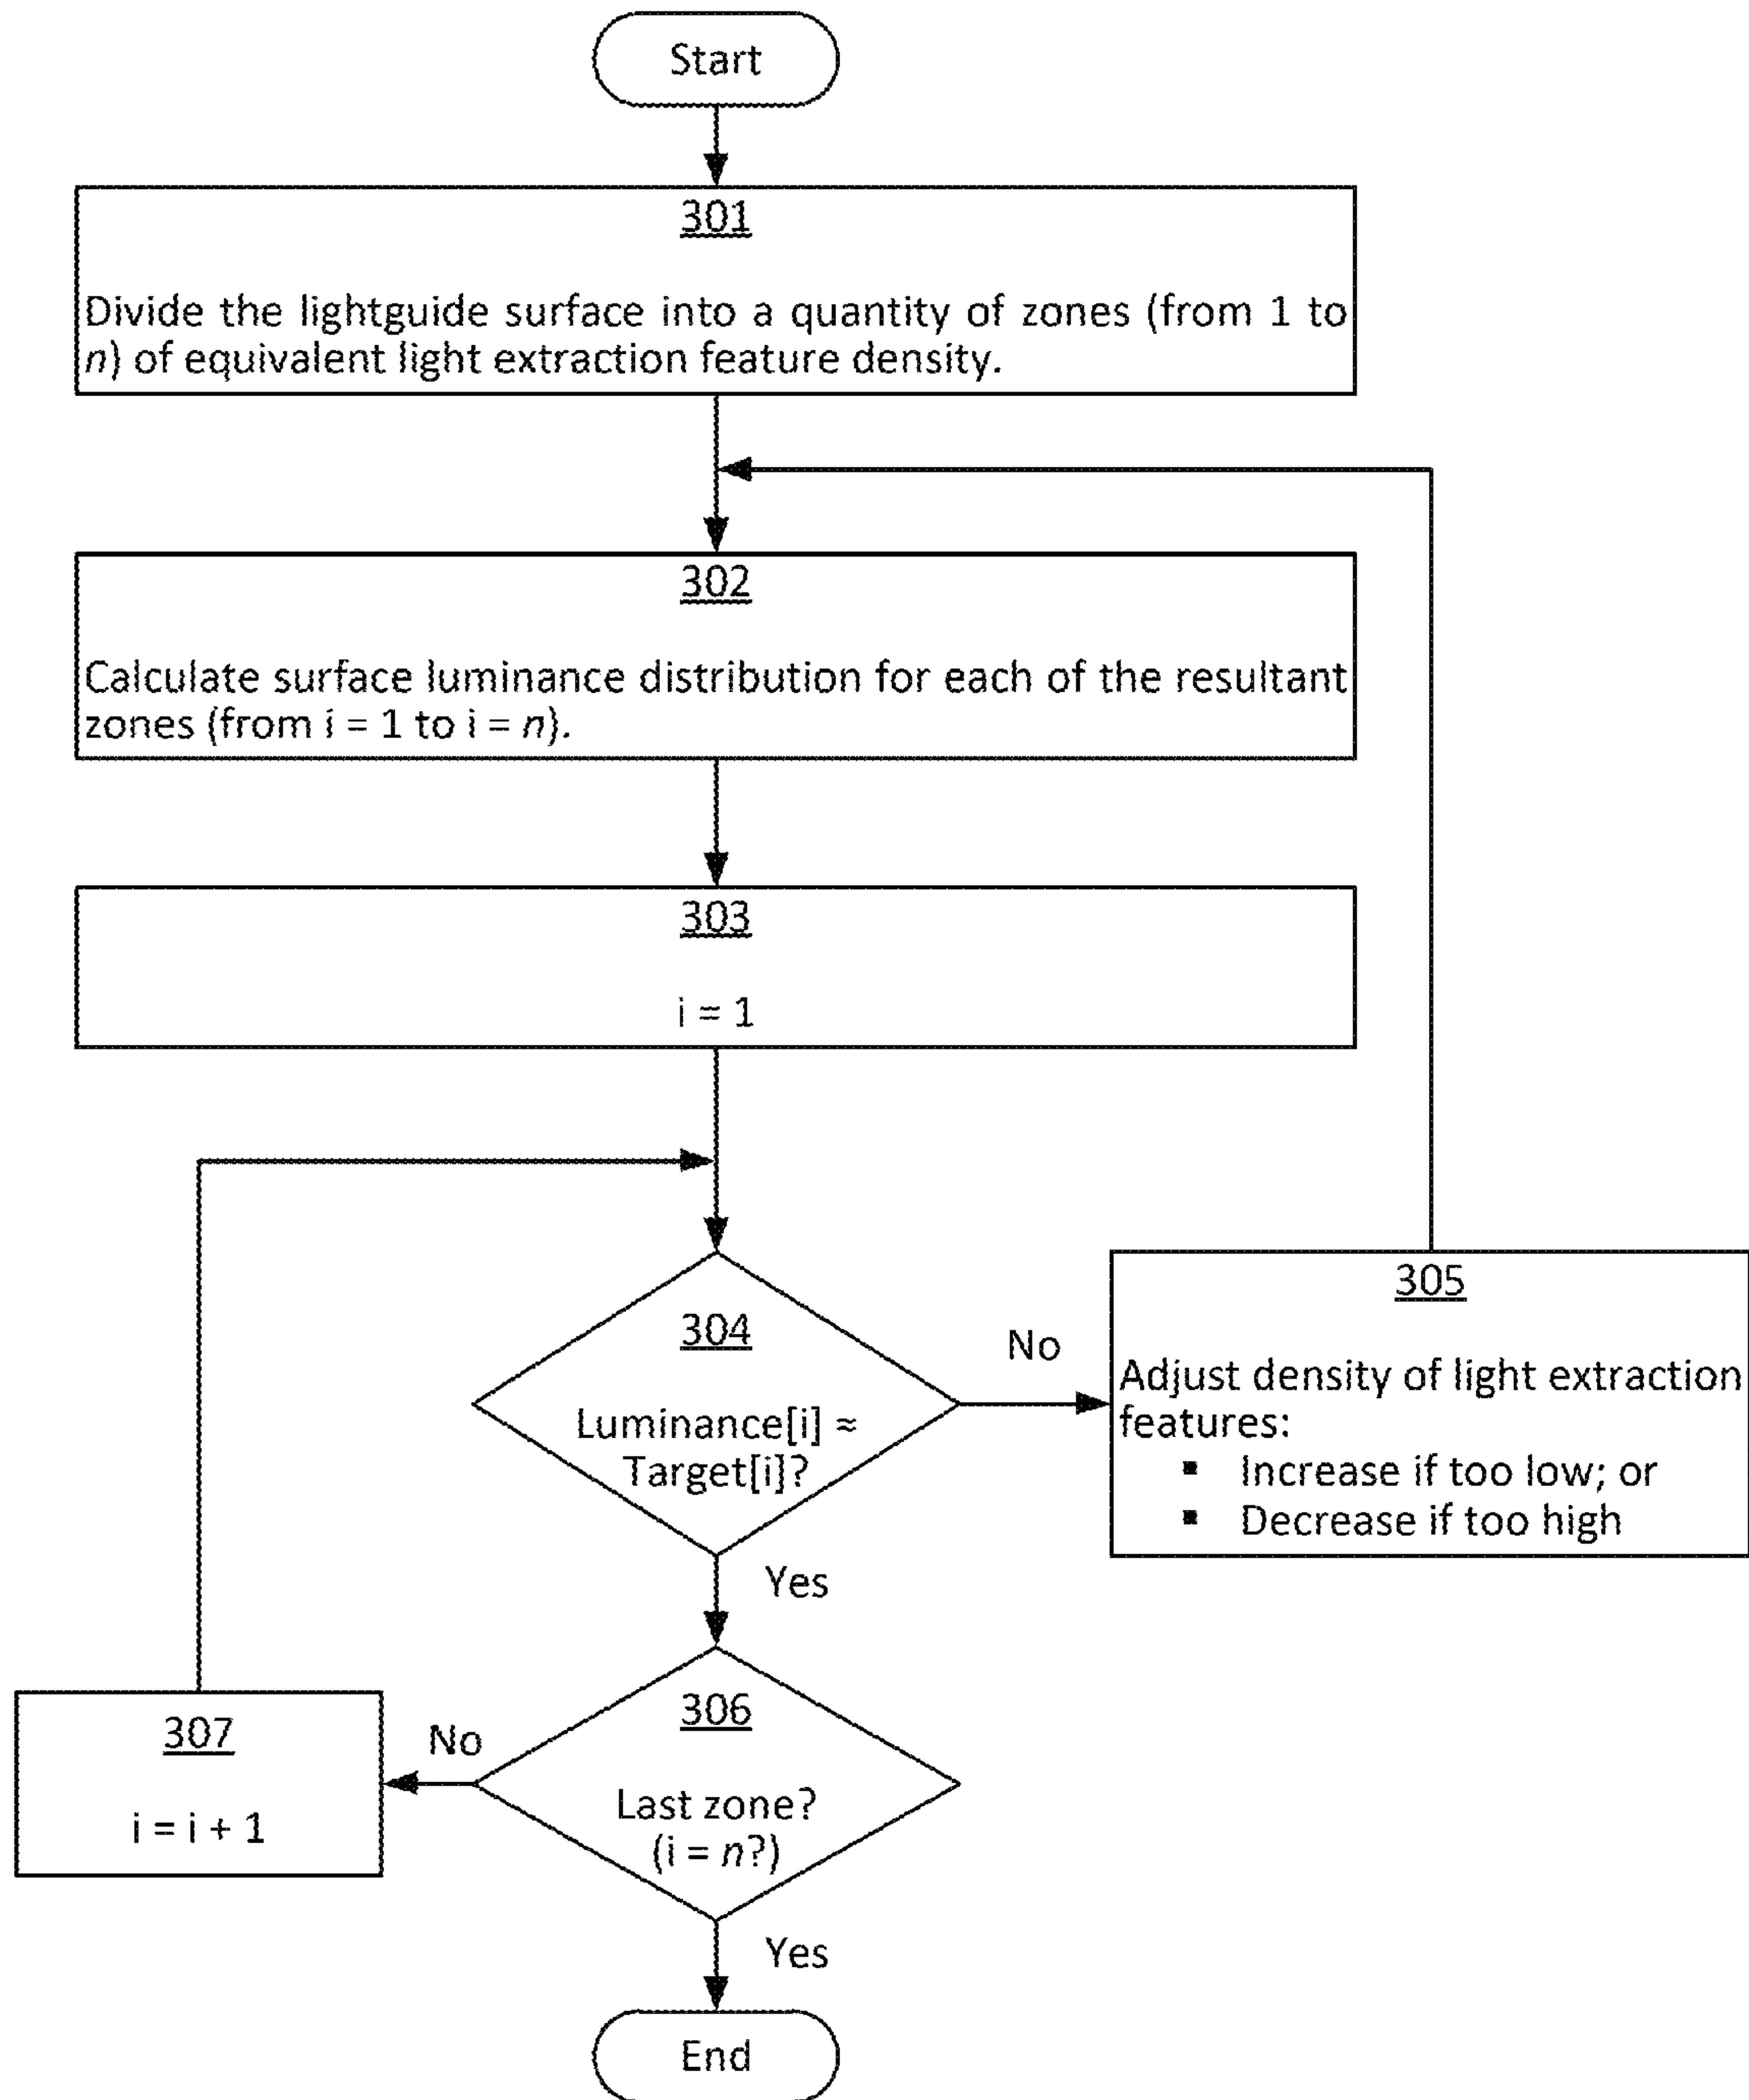 Start
301
Divide the lightguide surface into a quantity of zones (from 1 to
n) of equivalent light extraction feature density.
302
Calculate surface luminance distribution for each of the resultant
zones (from i = 1 to i = n).
303
i = 1
304
Luminance[i] ≈
Target[i]?
No
305
Adjust density of light extraction
features:
▪ Increase if too low; or
▪ Decrease if too high
Yes
306
Last zone?
(i = n?)
No
307
i = i + 1
Yes
End